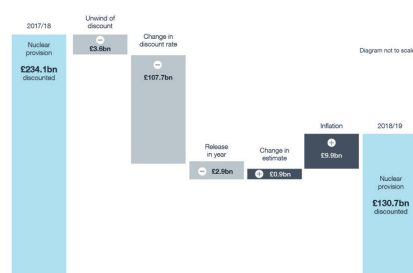 2017/18
Nuclear
provision
£234.1bn
discounted
Unwind of
discount
£3.6bn
Change in
discount rate
£107.7bn
Release
in year
£2.9bn
Change in
estimate
£0.9bn
Inflation
£9.9bn
Diagram not to scale
2018/19
Nuclear
provision
£130.7bn
discounted